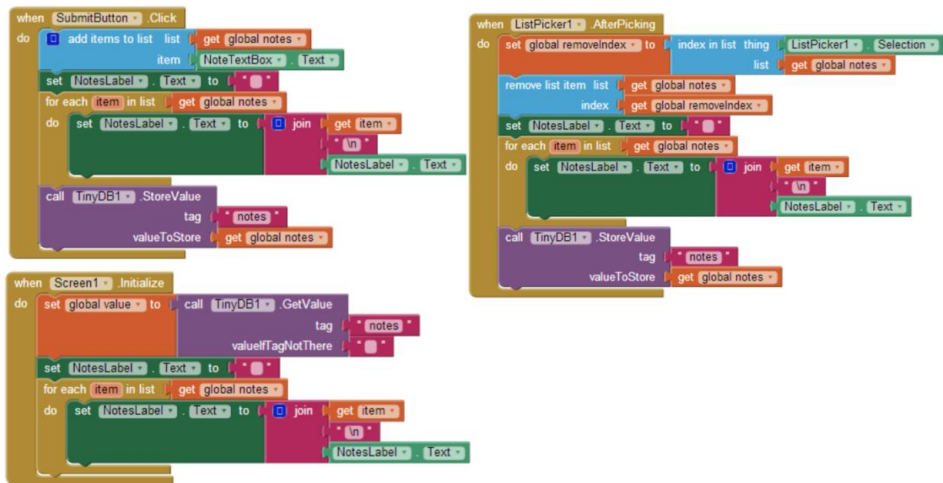 when SubmitButton .Click
do add items to list list get global notes
item NoteTextBox . Text
set NotesLabel . Text to " "
for each item in list get global notes
do set NotesLabel . Text to join get item
" \n "
NotesLabel . Text
call TinyDB1 .StoreValue
tag " notes "
valueToStore get global notes
when Screen1 .Initialize
do set global value to call TinyDB1 .GetValue
tag " notes "
valueIfTagNotThere " "
set NotesLabel . Text to " "
for each item in list get global notes
do set NotesLabel . Text to join get item
" \n "
NotesLabel . Text
when ListPicker1 .AfterPicking
do set global removeIndex to index in list thing ListPicker1 . Selection
list get global notes
remove list item list get global notes
index get global removeIndex
set NotesLabel . Text to " "
for each item in list get global notes
do set NotesLabel . Text to join get item
" \n "
NotesLabel . Text
call TinyDB1 .StoreValue
tag " notes "
valueToStore get global notes